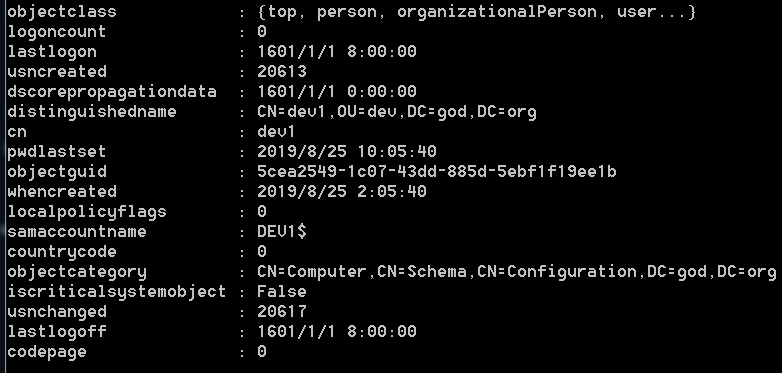 objectclass : {top, person, organizationalPerson, user...}
logoncount : 0
lastlogon : 1601/1/1 8:00:00
usncreated : 20613
dscorepropagationdata : 1601/1/1 0:00:00
distinguishedname : CN=dev1,OU=dev,DC=god,DC=org
cn : dev1
pwdlastset : 2019/8/25 10:05:40
objectguid : 5cea2549-1c07-43dd-885d-5ebf1f19ee1b
whencreated : 2019/8/25 2:05:40
localpolicyflags : 0
samaccountname : DEV1$
countrycode : 0
objectcategory : CN=Computer,CN=Schema,CN=Configuration,DC=god,DC=org
iscriticalsystemobject : False
usnchanged : 20617
lastlogoff : 1601/1/1 8:00:00
codepage : 0